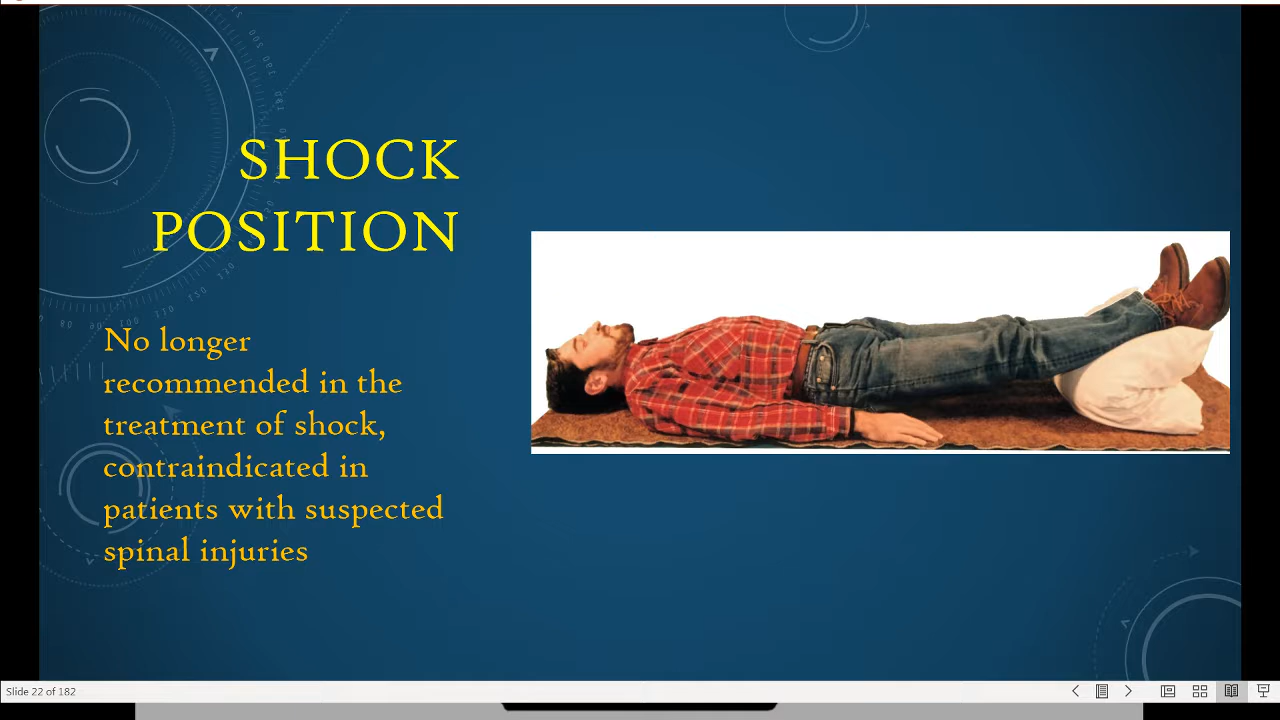 SHOCK
POSITION
No longer
recommended in the
treatment of shock,
contraindicated in
patients with suspected
spinal injuries
Slide 22 of 182